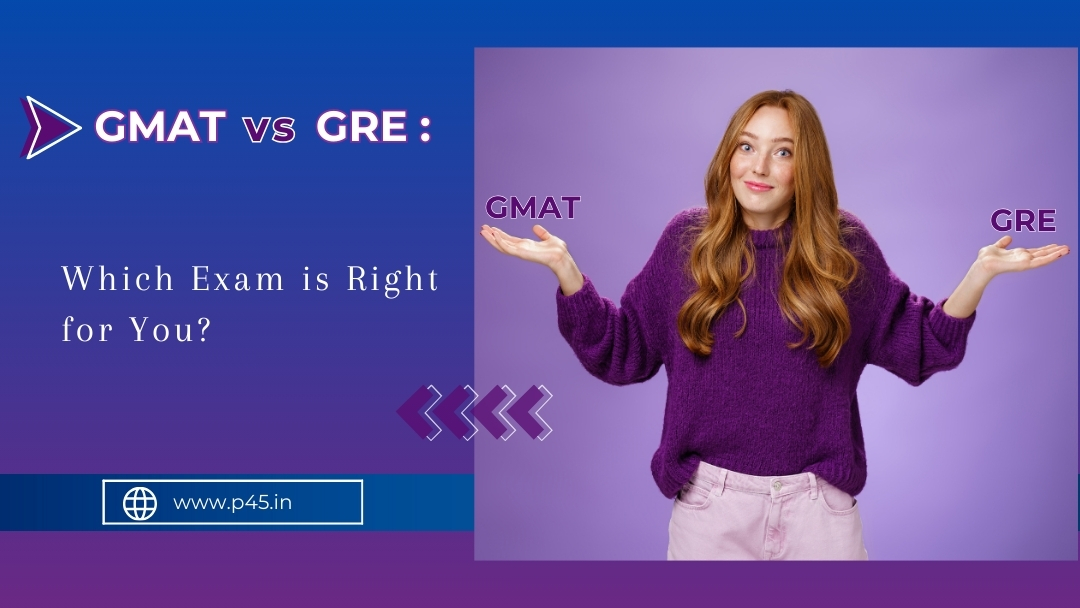 GMAT vs GRE :
Which Exam is Right
for You?
www.p45.in
GMAT
GRE